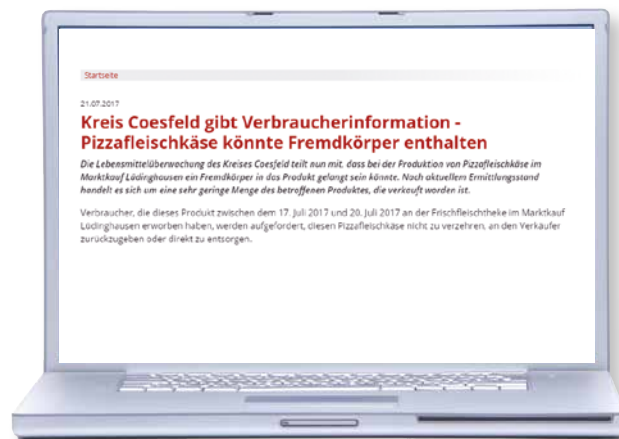 Startseite
21.07.2017
Kreis Coesfeld gibt Verbraucherinformation -
Pizzafleischkäse könnte Fremdkörper enthalten
Die Lebensmittelüberwachung des Kreises Coesfeld teilt nun mit, dass bei der Produktion von Pizzafleischkäse im
Marktkauf Lüdinghausen ein Fremdkörper in das Produkt gelangt sein könnte. Nach aktuellem Ermittlungsstand
handelt es sich um eine sehr geringe Menge des betroffenen Produktes, die verkauft worden ist.
Verbraucher, die dieses Produkt zwischen dem 17. Juli 2017 und 20. Juli 2017 an der Frischfleischtheke im Marktkauf
Lüdinghausen erworben haben, werden aufgefordert, diesen Pizzafleischkäse nicht zu verzehren, an den Verkäufer
zurückzugeben oder direkt zu entsorgen.